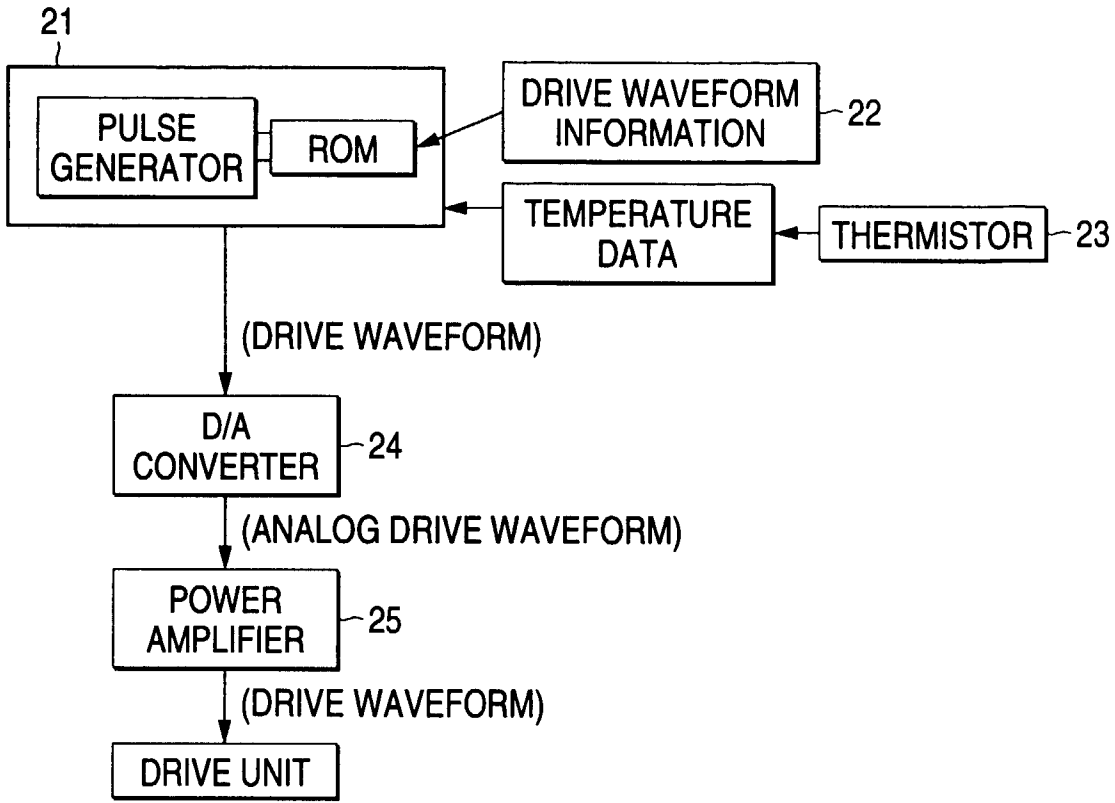 21
PULSE
GENERATOR
ROM
DRIVE WAVEFORM
INFORMATION
22
TEMPERATURE
DATA
THERMISTOR
23
(DRIVE WAVEFORM)
D/A
CONVERTER
24
(ANALOG DRIVE WAVEFORM)
POWER
AMPLIFIER
25
(DRIVE WAVEFORM)
DRIVE UNIT